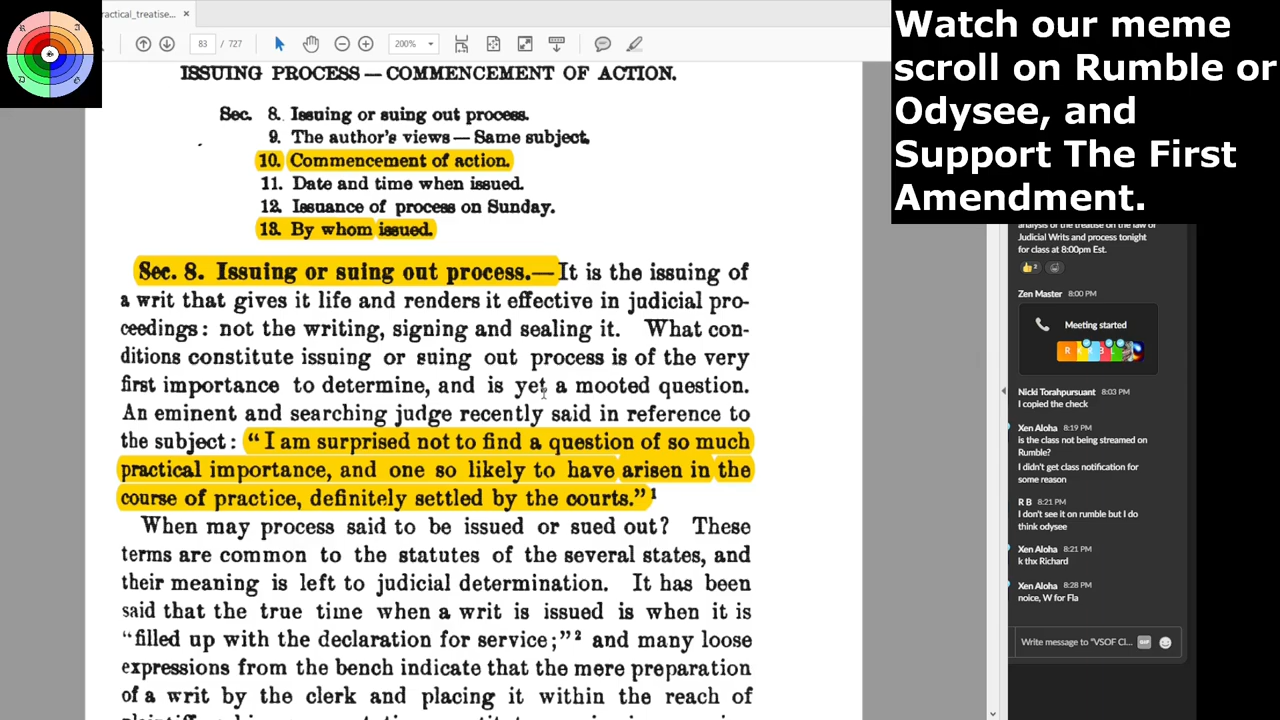 ractical_treatise...
83 / 727
200%
ISSUING PROCESS — COMMENCEMENT OF ACTION.
Sec. 8. Issuing or suing out process.
9. The author's views — Same subject.
10. Commencement of action.
11. Date and time when issued.
12. Issuance of process on Sunday.
13. By whom issued.
Sec. 8. Issuing or suing out process.— It is the issuing of
a writ that gives it life and renders it effective in judicial pro-
ceedings: not the writing, signing and sealing it. What con-
ditions constitute issuing or suing out process is of the very
first importance to determine, and is yet a mooted question.
An eminent and searching judge recently said in reference to
the subject: "I am surprised not to find a question of so much
practical importance, and one so likely to have arisen in the
course of practice, definitely settled by the courts." 1
When may process said to be issued or sued out? These
terms are common to the statutes of the several states, and
their meaning is left to judicial determination. It has been
said that the true time when a writ is issued is when it is
"filled up with the declaration for service;" 2 and many loose
expressions from the bench indicate that the mere preparation
of a writ by the clerk and placing it within the reach of
Watch our meme
scroll on Rumble or
Odysee, and
Support The First
Amendment.
analysis of the treatise on the law of
Judicial Writs and process tonight
for class at 8:00pm Est.
2
Zen Master 8:00 PM
Meeting started
R K R B L
Nicki Torahpursuant 8:03 PM
I copied the check
Xen Aloha 8:19 PM
is the class not being streamed on
Rumble?
I didn't get class notification for
some reason
R B 8:21 PM
I don't see it on rumble but I do
think odysee
Xen Aloha 8:21 PM
k thx Richard
Xen Aloha 8:28 PM
noice, W for Fla
Write message to "VSOF Cl... GIF